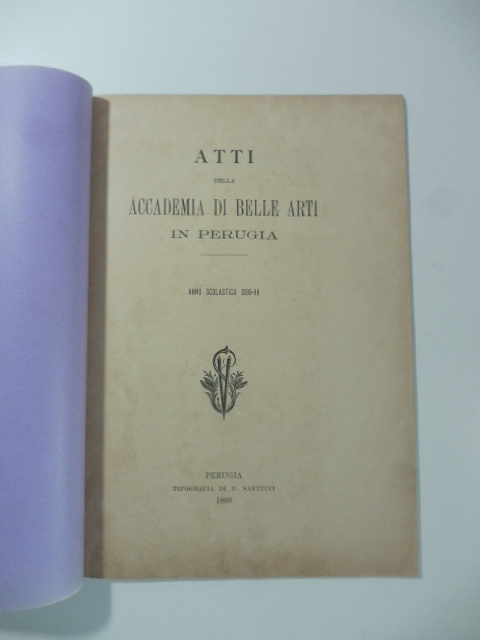 ATTI
DELLA
ACCADEMIA DI BELLE ARTI
IN PERUGIA
ANNO SCOLASTICO 1898-99
PERUGIA
TIPOGRAFIA DI V. SANTUCCI
1899